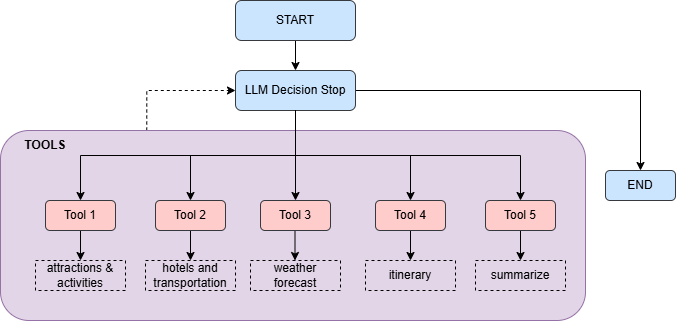 START
LLM Decision Stop
TOOLS
END
Tool 1
Tool 2
Tool 3
Tool 4
Tool 5
attractions &
activities
hotels and
transportation
weather
forecast
itinerary
summarize